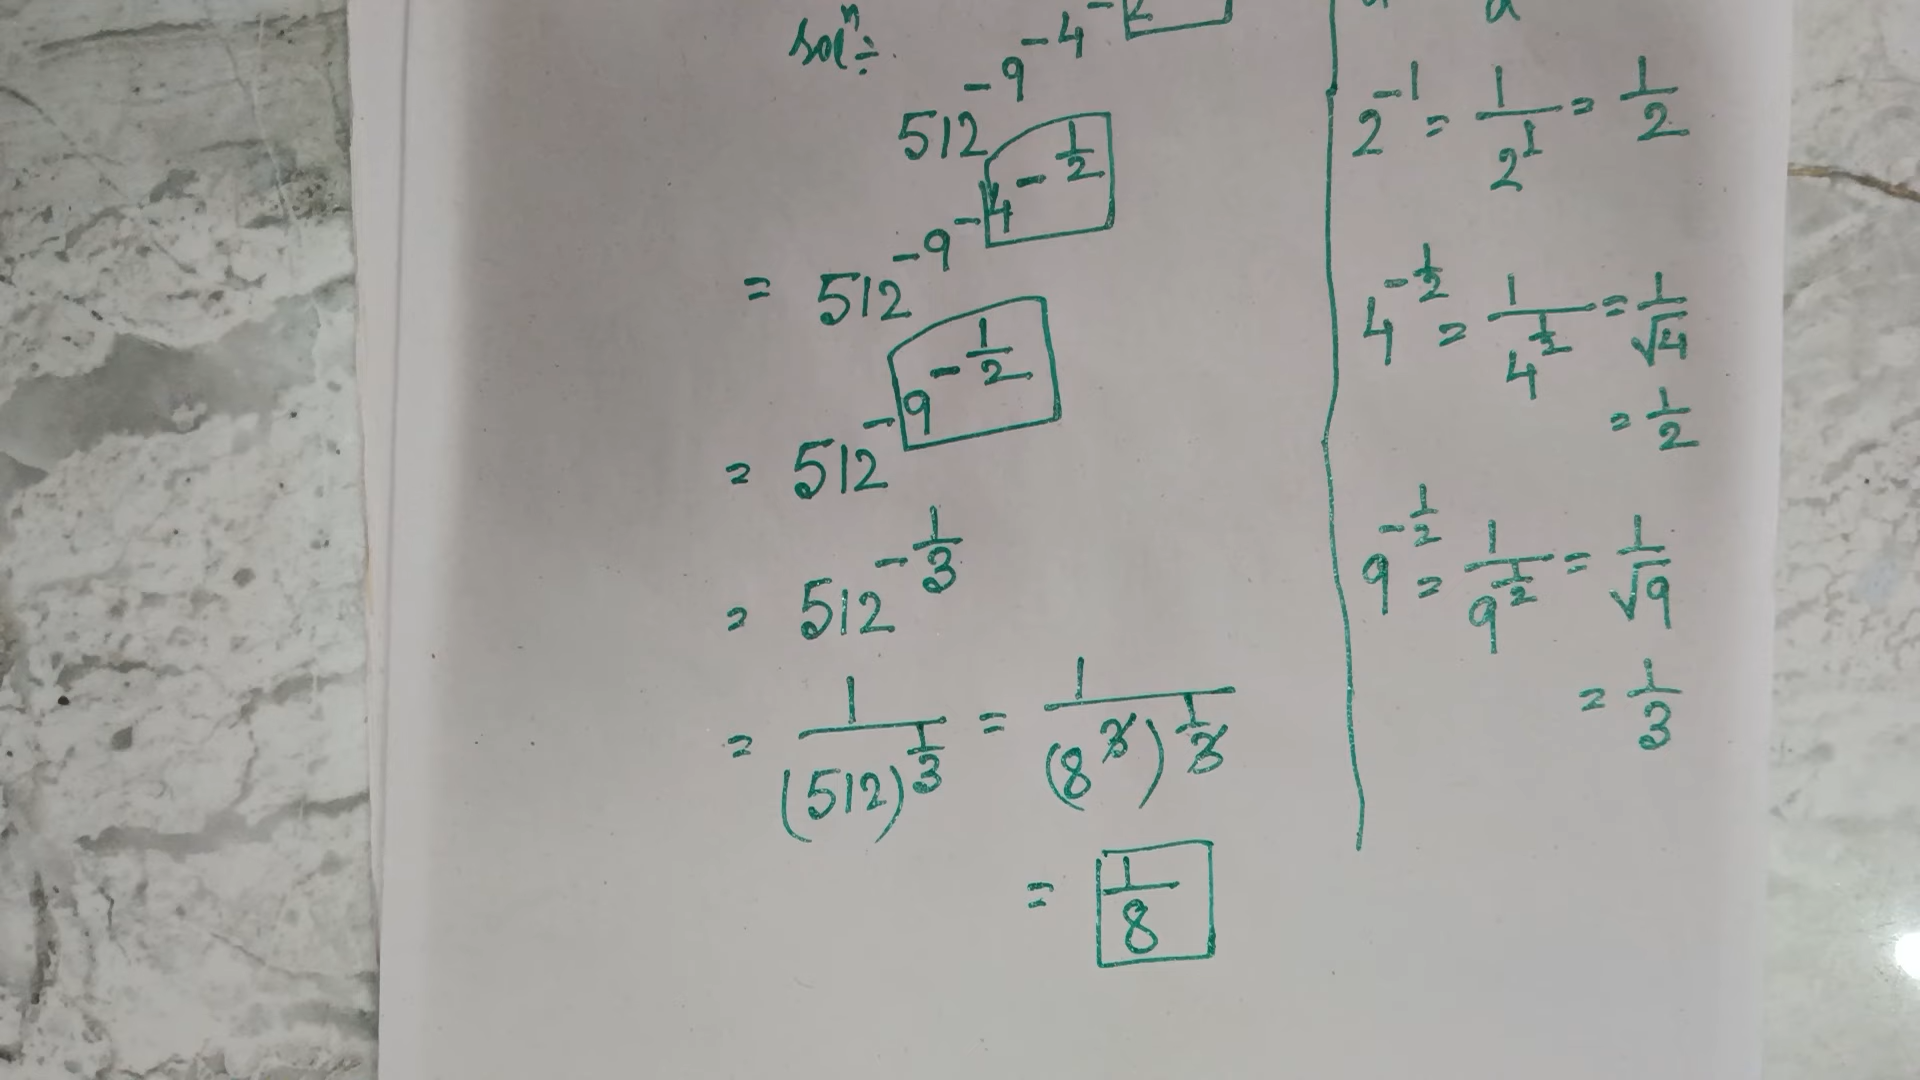 solⁿ:-
512^-9^-4^-
= 512^-9^-4^-1/2
= 512^-9^-1/2
= 512^-1/3
= 1/(512)^1/3 = 1/(8^3)^1/3
= 1/8
2^-1 = 1/2^1 = 1/2
4^-1/2 = 1/4^1/2 = 1/√4
= 1/2
9^-1/2 = 1/9^1/2 = 1/√9
= 1/3